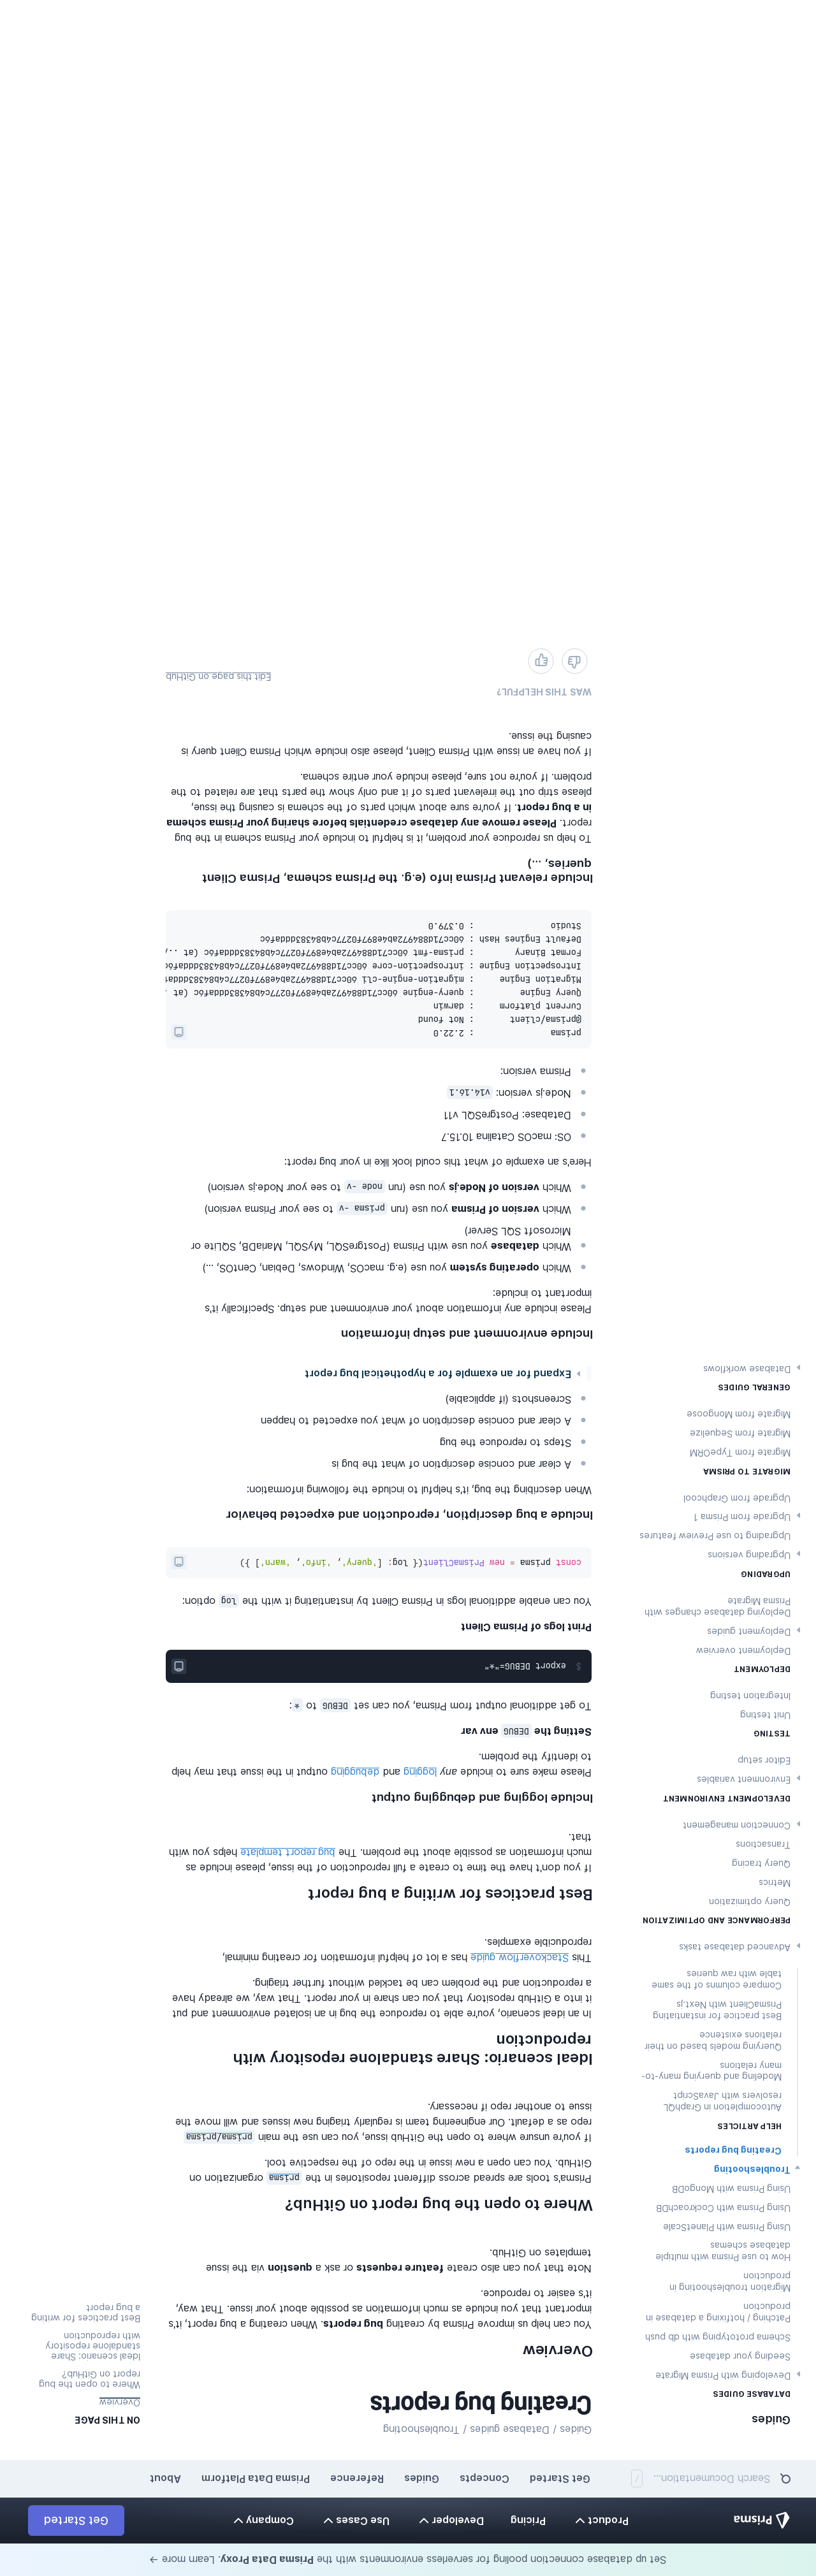 Set up database connection pooling for serverless environments with the Prisma Data Proxy. Learn more →
Prisma
Product
Pricing
Developer
Use Cases
Company
Get Started
Search Documentation...
/
Get Started
Concepts
Guides
Reference
Prisma Data Platform
About
Guides
DATABASE GUIDES
Developing with Prisma Migrate
Seeding your database
Schema prototyping with db push
Patching / hotfixing a database in
production
Migration troubleshooting in
production
How to use Prisma with multiple
database schemas
Using Prisma with PlanetScale
Using Prisma with CockroachDB
Using Prisma with MongoDB
Troubleshooting
Creating bug reports
HELP ARTICLES
Autocompletion in GraphQL
resolvers with JavaScript
Modeling and querying many-to-
many relations
Querying models based on their
relations existence
Best practice for instantiating
PrismaClient with Next.js
Compare columns of the same
table with raw queries
Advanced database tasks
PERFORMANCE AND OPTIMIZATION
Query optimization
Metrics
Query tracing
Transactions
Connection management
DEVELOPMENT ENVIRONMENT
Environment variables
Editor setup
TESTING
Unit testing
Integration testing
DEPLOYMENT
Deployment overview
Deployment guides
Deploying database changes with
Prisma Migrate
UPGRADING
Upgrading versions
Upgrading to use Preview features
Upgrade from Prisma 1
Upgrade from Graphcool
MIGRATE TO PRISMA
Migrate from TypeORM
Migrate from Sequelize
Migrate from Mongoose
GENERAL GUIDES
Database workflows
Guides / Database guides / Troubleshooting
Creating bug reports
Overview
You can help us improve Prisma by creating bug reports. When creating a bug report, it's
important that you include as much information as possible about your issue. That way,
it's easier to reproduce.
Note that you can also create feature requests or ask a question via the issue
templates on GitHub.
Where to open the bug report on GitHub?
Prisma's tools are spread across different repositories in the prisma organization on
GitHub. You can open a new issue in the repo of the respective tool.
If you're unsure where to open the GitHub issue, you can use the main prisma/prisma
repo as a default. Our engineering team is regularly triaging new issues and will move the
issue to another repo if necessary.
Ideal scenario: Share standalone repository with
reproduction
In an ideal scenario, you're able to reproduce the bug in an isolated environment and put
it into a GitHub repository that you can share in your report. That way, we already have
a reproduction and the problem can be tackled without further triaging.
This Stackoverflow guide has a lot of helpful information for creating minimal,
reproducible examples.
Best practices for writing a bug report
If you don't have the time to create a full reproduction of the issue, please include as
much information as possible about the problem. The bug report template helps you with
that.
Include logging and debugging output
Please make sure to include any logging and debugging output in the issue that may help
to identify the problem.
Setting the DEBUG env var
To get additional output from Prisma, you can set DEBUG to *:
$ export DEBUG="*"
Print logs of Prisma Client
You can enable additional logs in Prisma Client by instantiating it with the log option:
const prisma = new PrismaClient({ log: ['query', 'info', 'warn'] })
Include a bug description, reproduction and expected behavior
When describing the bug, it's helpful to include the following information:
A clear and concise description of what the bug is
Steps to reproduce the bug
A clear and concise description of what you expected to happen
Screenshots (if applicable)
Expand for an example for a hypothetical bug report
Include environment and setup information
Please include any information about your environment and setup. Specifically it's
important to include:
Which operating system you use (e.g. macOS, Windows, Debian, CentOS, ...)
Which database you use with Prisma (PostgreSQL, MySQL, MariaDB, SQLite or
Microsoft SQL Server)
Which version of Prisma you use (run prisma -v to see your Prisma version)
Which version of Node.js you use (run node -v to see your Node.js version)
Here's an example of what this could look like in your bug report:
OS: macOS Catalina 10.15.7
Database: PostgreSQL v11
Node.js version: v14.16.1
Prisma version:
prisma : 2.22.0
@prisma/client : Not found
Current platform : darwin
Query Engine : query-engine 60cc71d884972ab4e897f0277c4b84383dddaf6c (at .
Migration Engine : migration-engine-cli 60cc71d884972ab4e897f0277c4b84383dddaf
Introspection Engine : introspection-core 60cc71d884972ab4e897f0277c4b84383dddaf6c
Format Binary : prisma-fmt 60cc71d884972ab4e897f0277c4b84383dddaf6c (at ../
Default Engines Hash : 60cc71d884972ab4e897f0277c4b84383dddaf6c
Studio : 0.379.0
Include relevant Prisma info (e.g. the Prisma schema, Prisma Client
queries, ...)
To help us reproduce your problem, it is helpful to include your Prisma schema in the bug
report. Please remove any database credentials before sharing your Prisma schema
in a bug report. If you're sure about which parts of the schema is causing the issue,
please strip out the irrelevant parts of it and only show the parts that are related to the
problem. If you're not sure, please include your entire schema.
If you have an issue with Prisma Client, please also include which Prisma Client query is
causing the issue.
WAS THIS HELPFUL?
Edit this page on GitHub
ON THIS PAGE
Overview
Where to open the bug
report on GitHub?
Ideal scenario: Share
standalone repository
with reproduction
Best practices for writing
a bug report